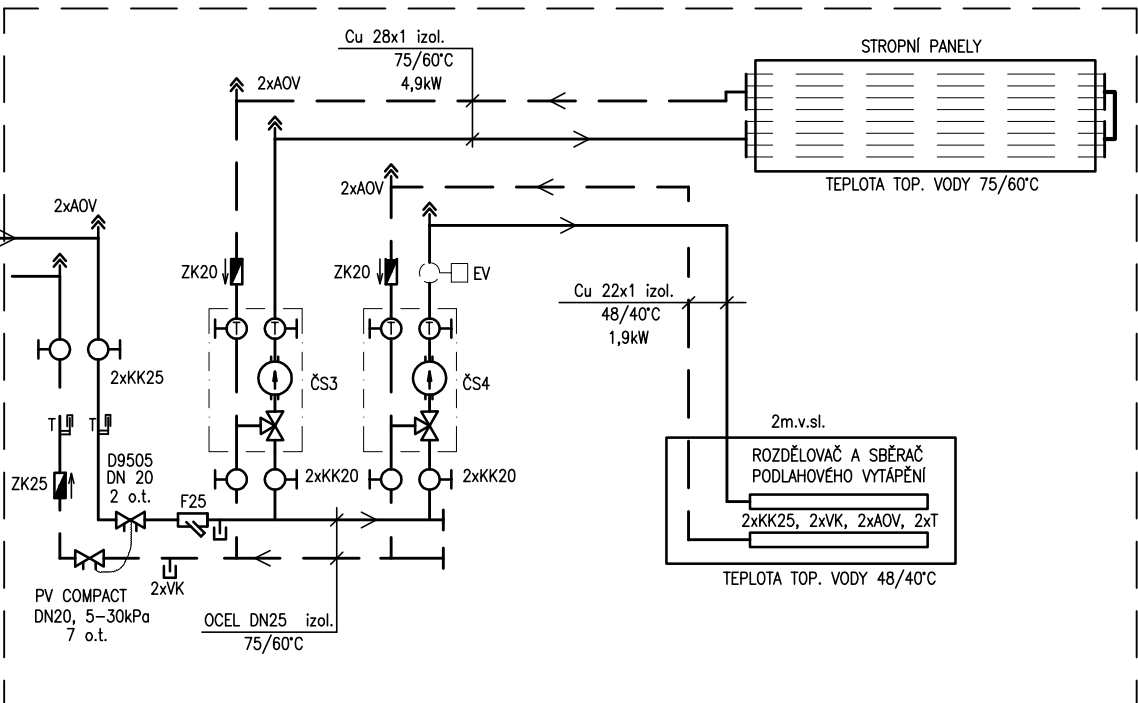 Cu 28x1 izol.
75/60°C
4,9kW
STROPNÍ PANELY
2xAOV
TEPLOTA TOP. VODY 75/60°C
2xAOV
2xAOV
ZK20
ZK20
EV
Cu 22x1 izol.
48/40°C
1,9kW
T
T
T
T
2xKK25
ČS3
ČS4
T
T
2m.v.sl.
ROZDĚLOVAČ A SBĚRAČ
PODLAHOVÉHO VYTÁPĚNÍ
D9505
DN 20
2 o.t.
ZK25
F25
2xKK20
2xKK20
2xKK25, 2xVK, 2xAOV, 2xT
TEPLOTA TOP. VODY 48/40°C
2xVK
PV COMPACT
DN20, 5-30kPa
7 o.t.
OCEL DN25 izol.
75/60°C